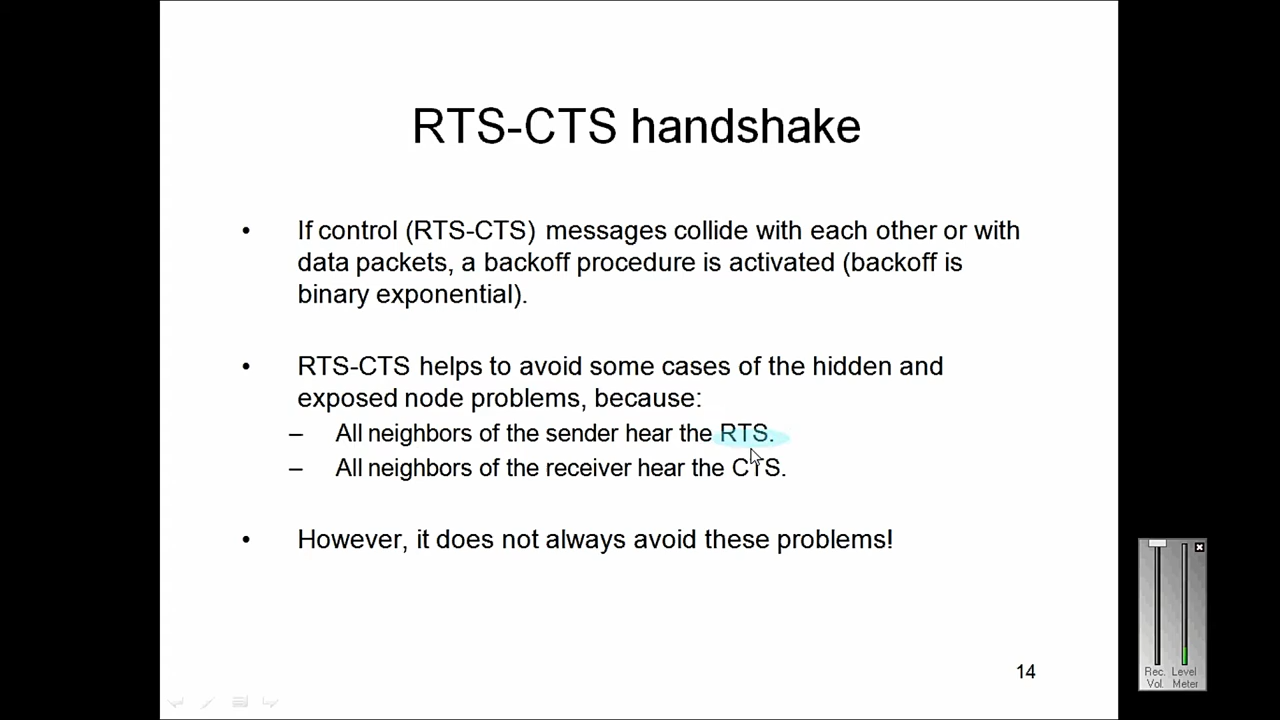 RTS-CTS handshake
• If control (RTS-CTS) messages collide with each other or with
data packets, a backoff procedure is activated (backoff is
binary exponential).
• RTS-CTS helps to avoid some cases of the hidden and
exposed node problems, because:
– All neighbors of the sender hear the RTS.
– All neighbors of the receiver hear the CTS.
• However, it does not always avoid these problems!
14
Rec. Level
Vol. Meter